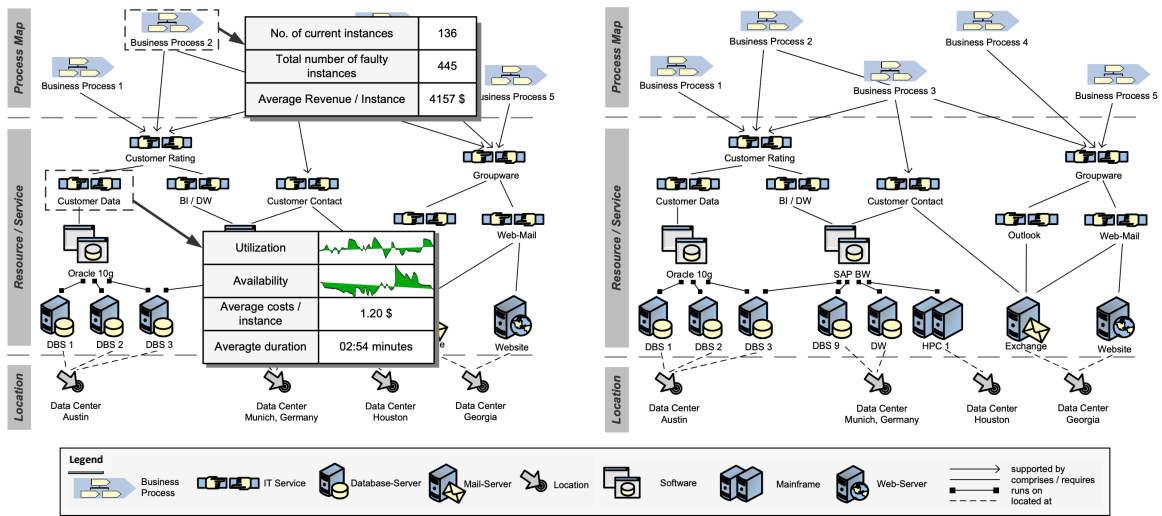 Process Map
Business Process 2
No. of current instances 136
Total number of faulty
instances
445
Average Revenue / Instance 4157 $
Business Process 1
usiness Process 5
Resource / Service
Customer Rating
Groupware
Customer Data
BI / DW
Customer Contact
Web-Mail
Utilization
Availability
Average costs /
instance
1.20 $
Averagte duration 02:54 minutes
Oracle 10g
DBS 1
DBS 2
DBS 3
e
Website
Location
Data Center
Austin
Data Center
Munich, Germany
Data Center
Houston
Data Center
Georgia
Process Map
Business Process 2
Business Process 4
Business Process 1
Business Process 3
Business Process 5
Resource / Service
Customer Rating
Groupware
Customer Data
BI / DW
Customer Contact
Outlook
Web-Mail
Oracle 10g
SAP BW
DBS 1
DBS 2
DBS 3
DBS 9
DW
HPC 1
Exchange
Website
Location
Data Center
Austin
Data Center
Munich, Germany
Data Center
Houston
Data Center
Georgia
Legend
Business
Process
IT Service
Database-Server
Mail-Server
Location
Software
Mainframe
Web-Server
supported by
comprises / requires
runs on
located at